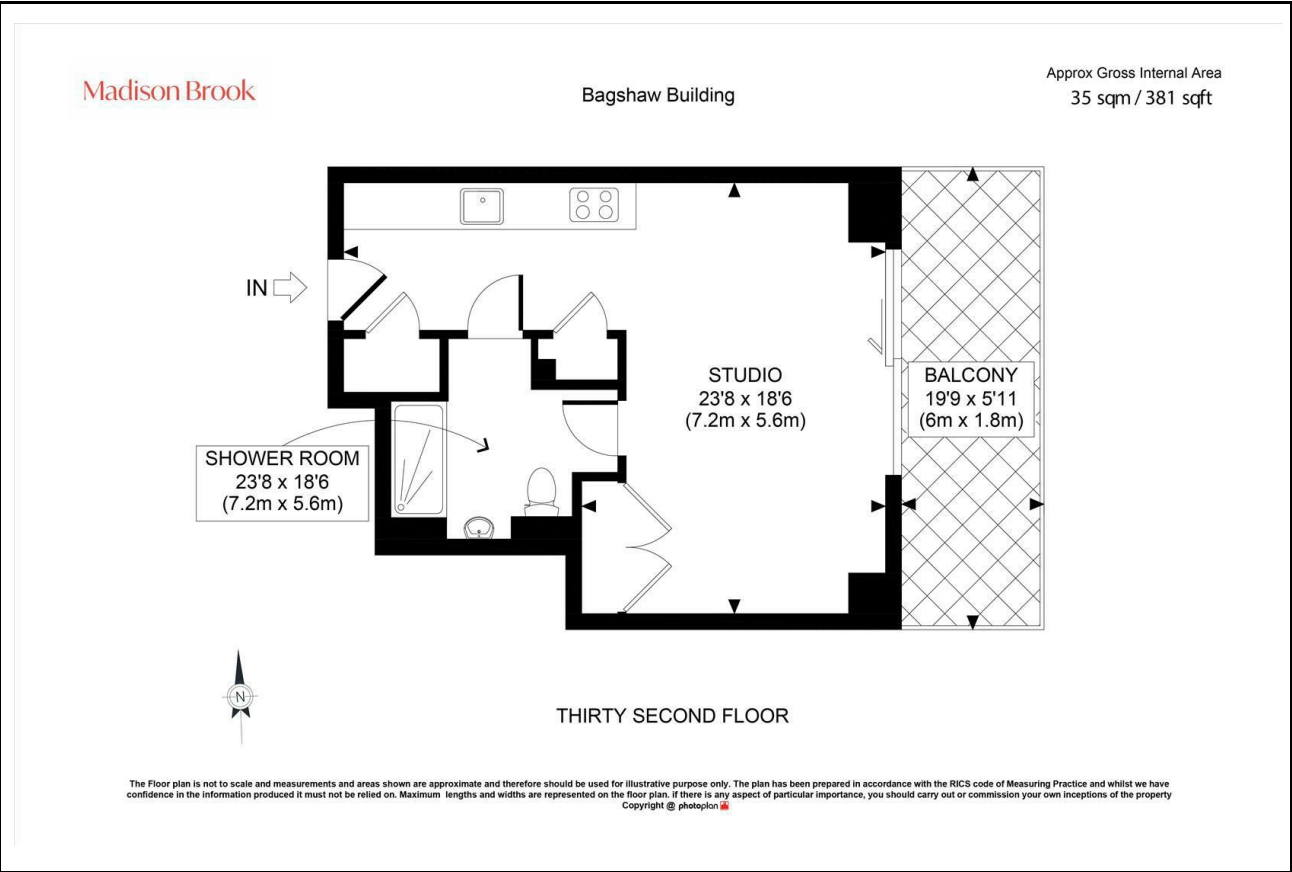 Madison Brook
Bagshaw Building
Approx Gross Internal Area
35 sqm / 381 sqft
IN
STUDIO
23'8 x 18'6
(7.2m x 5.6m)
BALCONY
19'9 x 5'11
(6m x 1.8m)
SHOWER ROOM
23'8 x 18'6
(7.2m x 5.6m)
N
THIRTY SECOND FLOOR
The Floor plan is not to scale and measurements and areas shown are approximate and therefore should be used for illustrative purpose only. The plan has been prepared in accordance with the RICS code of Measuring Practice and whilst we have
confidence in the information produced it must not be relied on. Maximum lengths and widths are represented on the floor plan. if there is any aspect of particular importance, you should carry out or commission your own inceptions of the property
Copyright @ photoplan